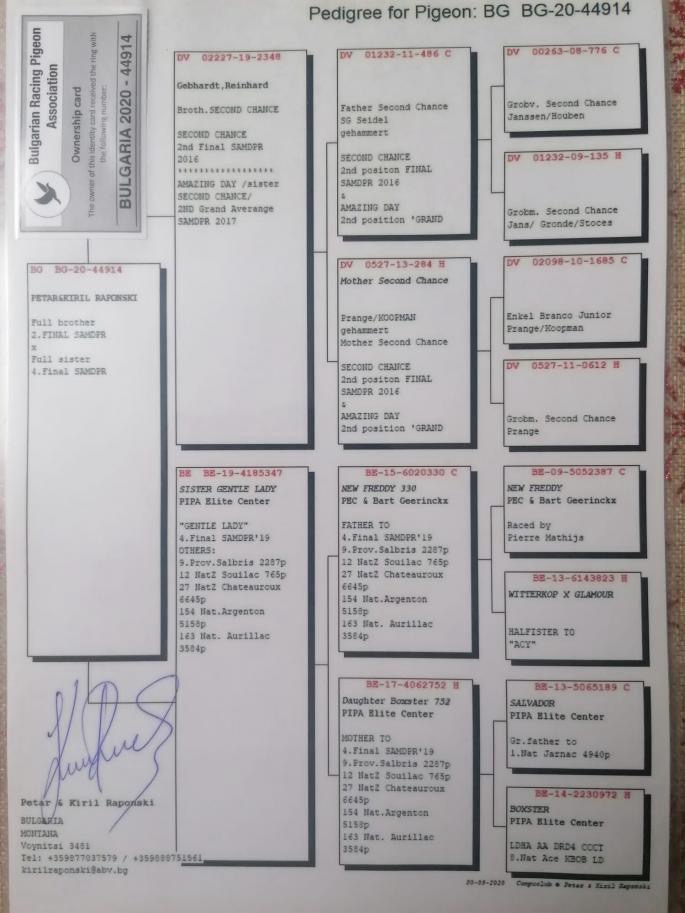 Pedigree for Pigeon: BG BG-20-44914
Bulgarian Racing Pigeon
Association
Ownership card
The owner of this identity card received the ring with
the following number:
BULGARIA 2020 - 44914
BG BG-20-44914
PETAR&KIRIL RAPONSKI
Full brother
2.FINAL SAMDPR
x
Full sister
4.Final SAMDPR
DV 02227-19-2348
Gebhardt,Reinhard
Broth.SECOND CHANCE
SECOND CHANCE
2nd Final SAMDPR
2016
******************
AMAZING DAY /sister
SECOND CHANCE/
2ND Grand Averange
SAMDPR 2017
BE BE-19-4185347
SISTER GENTLE LADY
PIPA Elite Center
"GENTLE LADY"
4.Final SAMDPR'19
OTHERS:
9.Prov.Salbris 2287p
12 NatZ Souilac 765p
27 NatZ Chateauroux
6645p
154 Nat.Argenton
5158p
163 Nat. Aurillac
3584p
DV 01232-11-486 C
Father Second Chance
SG Seidel
gehammert
SECOND CHANCE
2nd positon FINAL
SAMDPR 2016
&
AMAZING DAY
2nd position 'GRAND
DV 0527-13-284 H
Mother Second Chance
Prange/KOOPMAN
gehammert
Mother Second Chance
SECOND CHANCE
2nd positon FINAL
SAMDPR 2016
&
AMAZING DAY
2nd position 'GRAND
BE-15-6020330 C
NEW FREDDY 330
PEC & Bart Geerinckx
FATHER TO
4.Final SAMDPR'19
9.Prov.Salbris 2287p
12 NatZ Souilac 765p
27 NatZ Chateauroux
6645p
154 Nat.Argenton
5158p
163 Nat. Aurillac
3584p
BE-17-4062752 H
Daughter Boxster 752
PIPA Elite Center
MOTHER TO
4.Final SAMDPR'19
9.Prov.Salbris 2287p
12 NatZ Souilac 765p
27 NatZ Chateauroux
6645p
154 Nat.Argenton
5158p
163 Nat. Aurillac
3584p
DV 00263-08-776 C
Grobv. Second Chance
Janssen/Houben
DV 01232-09-135 H
Grobm. Second Chance
Jans/ Gronde/Stoces
DV 02098-10-1685 C
Enkel Branco Junior
Prange/Koopman
DV 0527-11-0612 H
Grobm. Second Chance
Prange
BE-09-5052387 C
NEW FREDDY
PEC & Bart Geerinckx
Raced by
Pierre Mathijs
BE-13-6143823 H
WITTERKOP X GLAMOUR
HALFISTER TO
"ACY"
BE-13-5065189 C
SALVADOR
PIPA Elite Center
Gr.father to
1.Nat Jarnac 4940p
BE-14-2230972 H
BOXSTER
PIPA Elite Center
LDHA AA DRD4 CCCT
8.Nat Ace KBOB LD
Petar & Kiril Raponski
BULGARIA
MONTANA
Voynitsi 3481
Tel: +359877037579 / +359888751561
kirilraponski@abv.bg
30-09-2020 Compuclub © Petar & Kiril Raponski